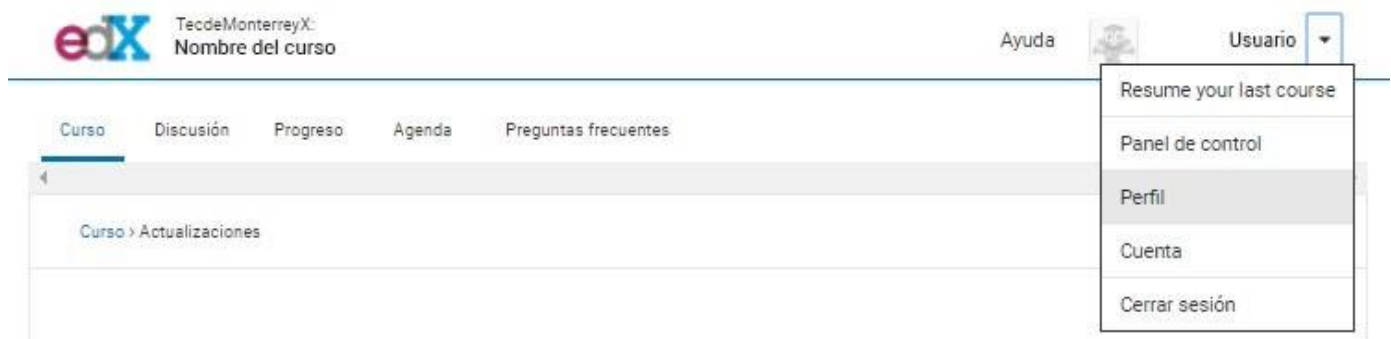 edX
TecdeMonterreyX:
Nombre del curso
Ayuda
Usuario
Resume your last course
Panel de control
Perfil
Cuenta
Cerrar sesión
Curso
Discusión
Progreso
Agenda
Preguntas frecuentes
Curso › Actualizaciones